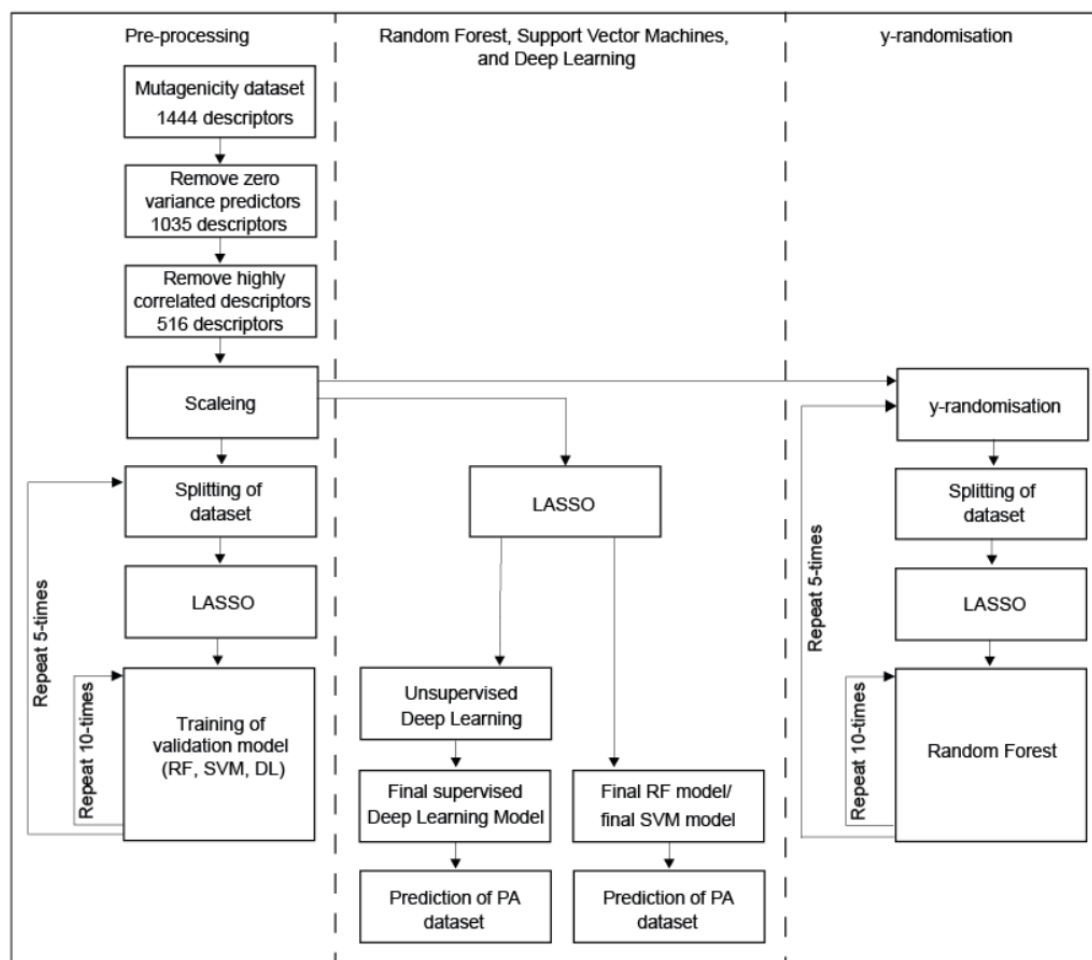 Pre-processing
Mutagenicity dataset
1444 descriptors
Remove zero
variance predictors
1035 descriptors
Remove highly
correlated descriptors
516 descriptors
Scaleing
Splitting of
dataset
LASSO
Training of
validation model
(RF, SVM, DL)
Repeat 5-times
Repeat 10-times
Random Forest, Support Vector Machines,
and Deep Learning
LASSO
Unsupervised
Deep Learning
Final supervised
Deep Learning Model
Prediction of PA
dataset
Final RF model/
final SVM model
Prediction of PA
dataset
y-randomisation
y-randomisation
Splitting of
dataset
LASSO
Random Forest
Repeat 5-times
Repeat 10-times